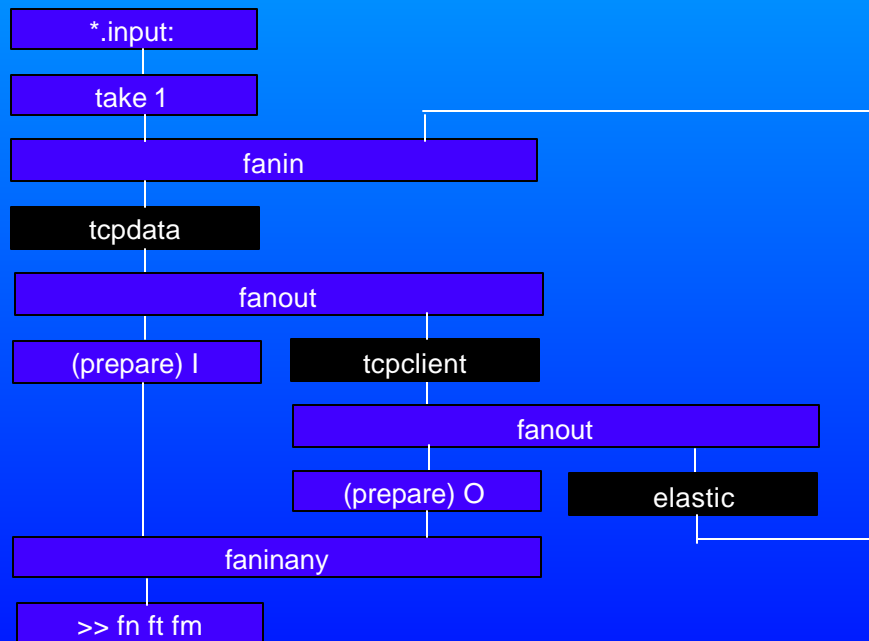 *.input:
take 1
fanin
tcpdata
fanout
(prepare) I
tcpclient
fanout
(prepare) O
elastic
faninany
>> fn ft fm